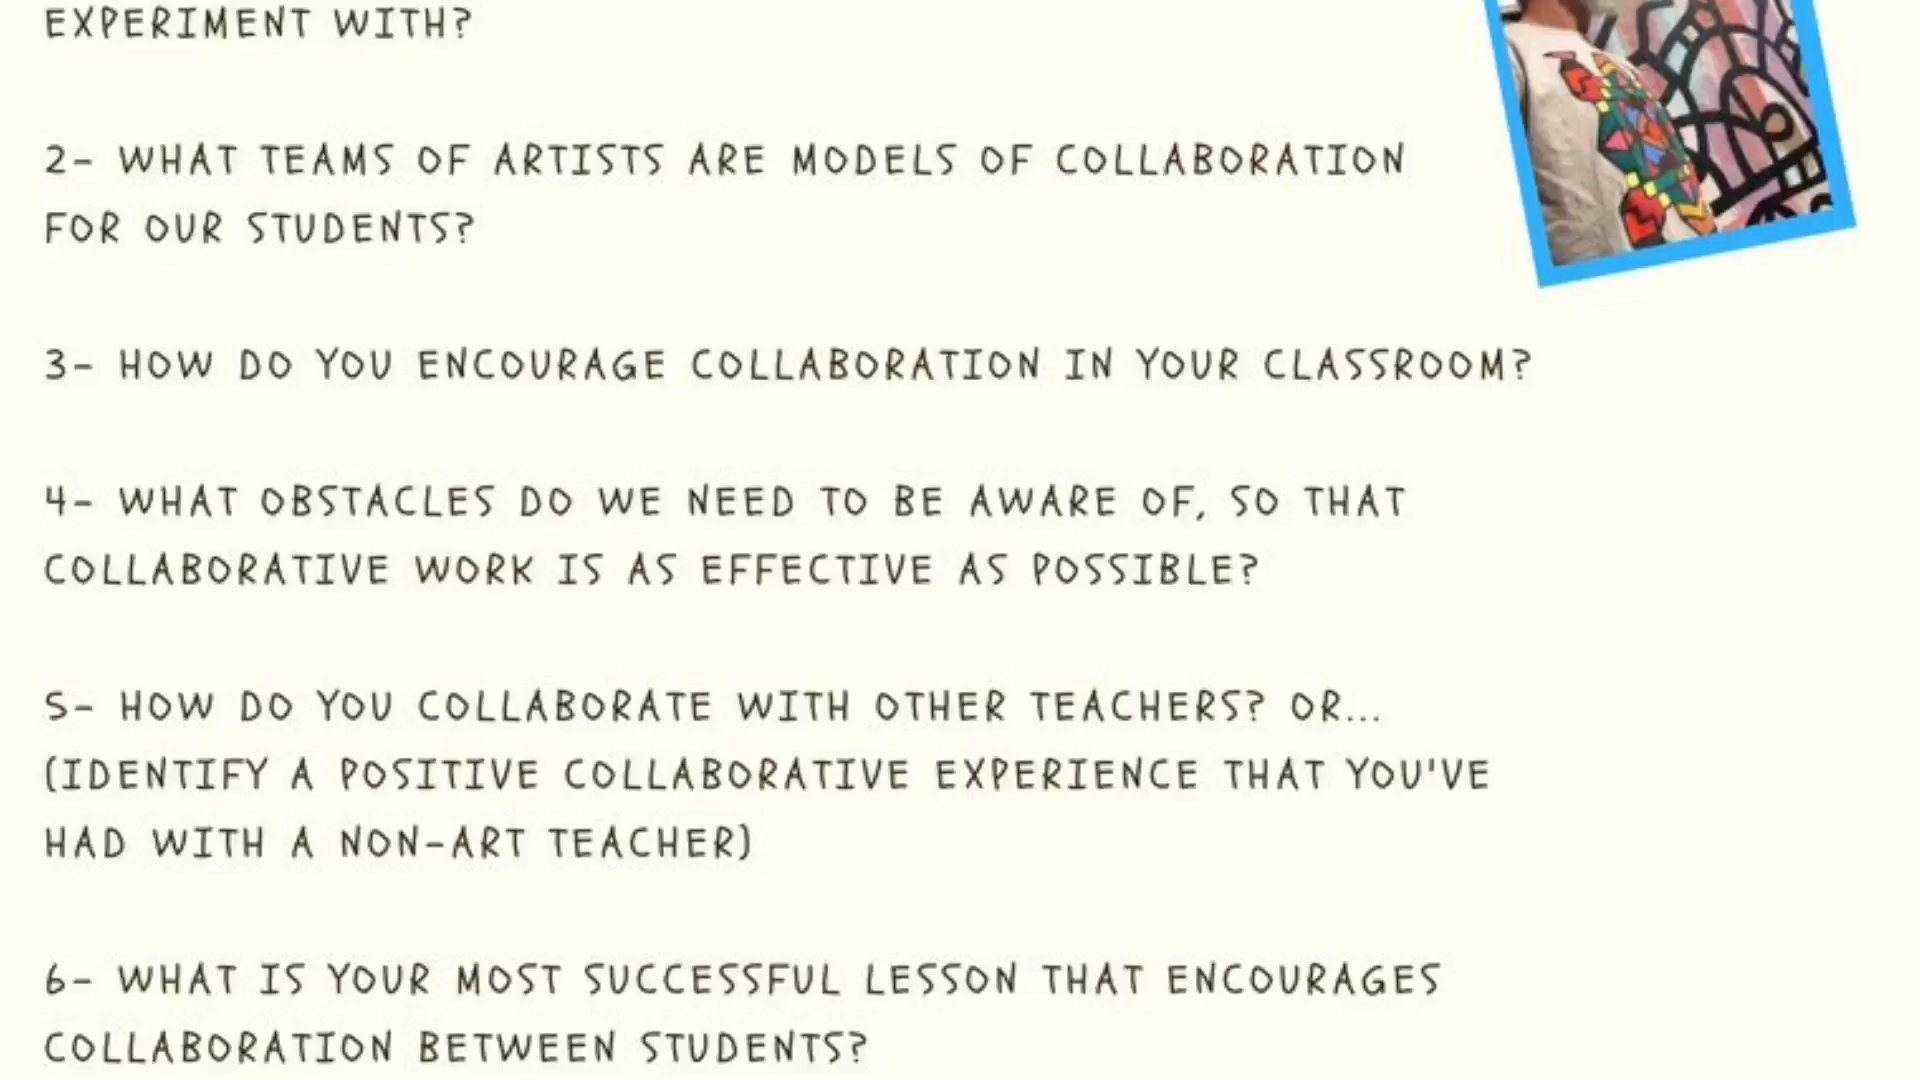 EXPERIMENT WITH?
2- WHAT TEAMS OF ARTISTS ARE MODELS OF COLLABORATION
FOR OUR STUDENTS?
3- HOW DO YOU ENCOURAGE COLLABORATION IN YOUR CLASSROOM?
4- WHAT OBSTACLES DO WE NEED TO BE AWARE OF, SO THAT
COLLABORATIVE WORK IS AS EFFECTIVE AS POSSIBLE?
5- HOW DO YOU COLLABORATE WITH OTHER TEACHERS? OR...
(IDENTIFY A POSITIVE COLLABORATIVE EXPERIENCE THAT YOU'VE
HAD WITH A NON-ART TEACHER)
6- WHAT IS YOUR MOST SUCCESSFUL LESSON THAT ENCOURAGES
COLLABORATION BETWEEN STUDENTS?